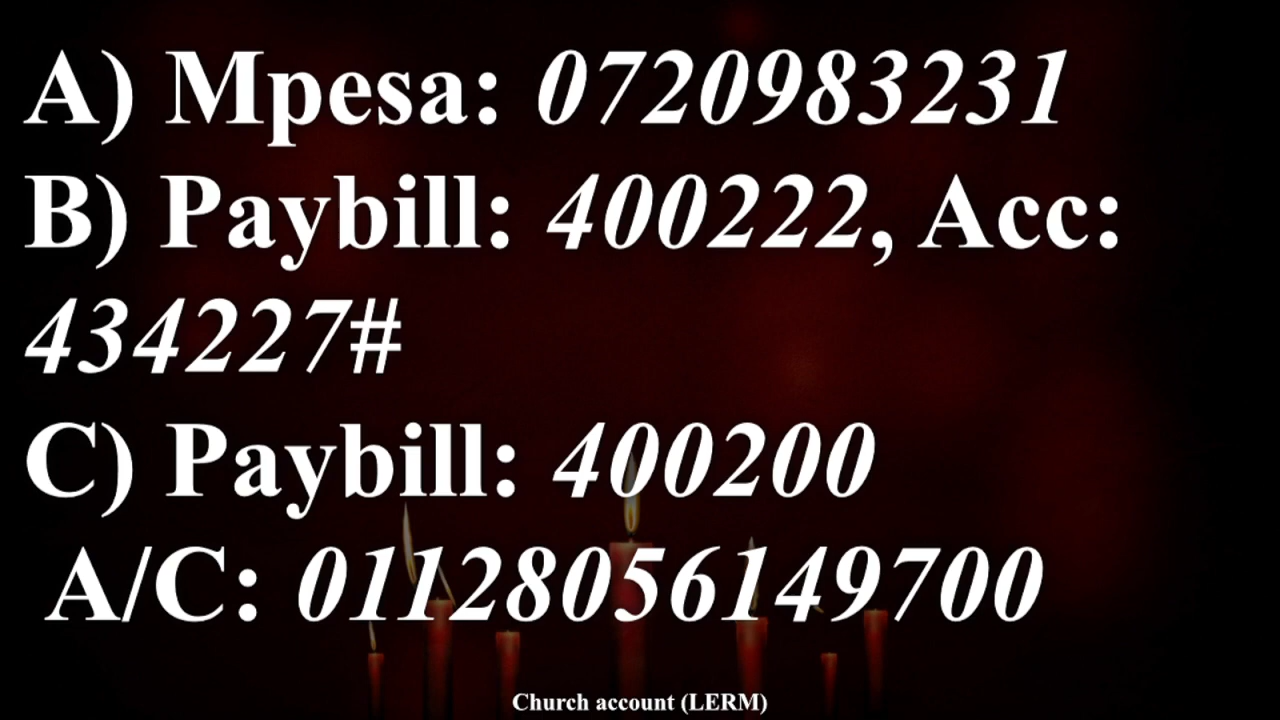 A) Mpesa: 0720983231
B) Paybill: 400222, Acc:
434227#
C) Paybill: 400200
A/C: 01128056149700
Church account (LERM)